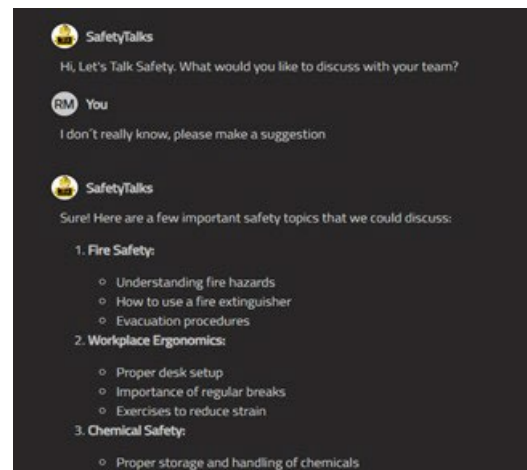 SafetyTalks
Hi, Let's Talk Safety. What would you like to discuss with your team?
RM You
I don´t really know, please make a suggestion
SafetyTalks
Sure! Here are a few important safety topics that we could discuss:
1. Fire Safety:
Understanding fire hazards
How to use a fire extinguisher
Evacuation procedures
2. Workplace Ergonomics:
Proper desk setup
Importance of regular breaks
Exercises to reduce strain
3. Chemical Safety:
Proper storage and handling of chemicals